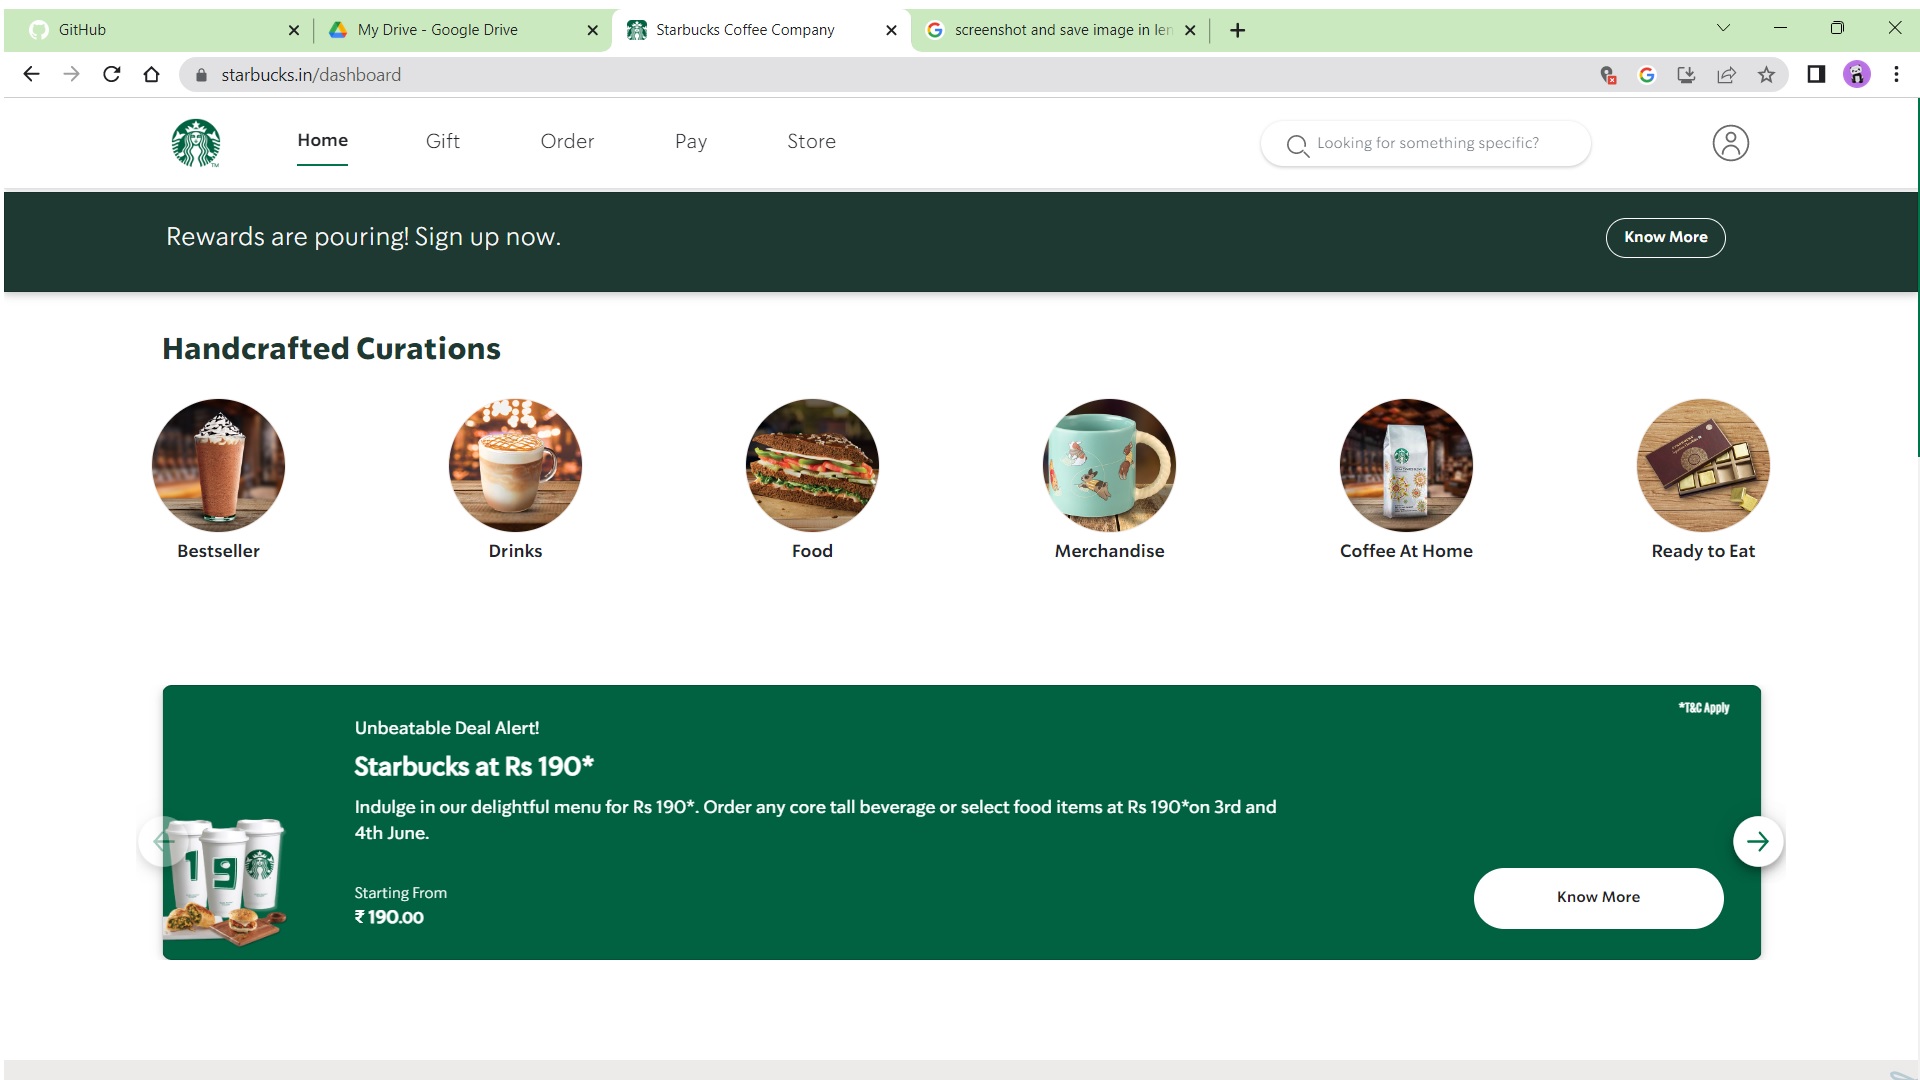 GitHub
My Drive - Google Drive
Starbucks Coffee Company
screenshot and save image in len
starbucks.in/dashboard
Home
Gift
Order
Pay
Store
Looking for something specific?
Rewards are pouring! Sign up now.
Know More
Handcrafted Curations
Bestseller
Drinks
Food
Merchandise
Coffee At Home
Ready to Eat
*T&C Apply
Unbeatable Deal Alert!
Starbucks at Rs 190*
Indulge in our delightful menu for Rs 190*. Order any core tall beverage or select food items at Rs 190*on 3rd and
4th June.
19
Starting From
₹ 190.00
Know More